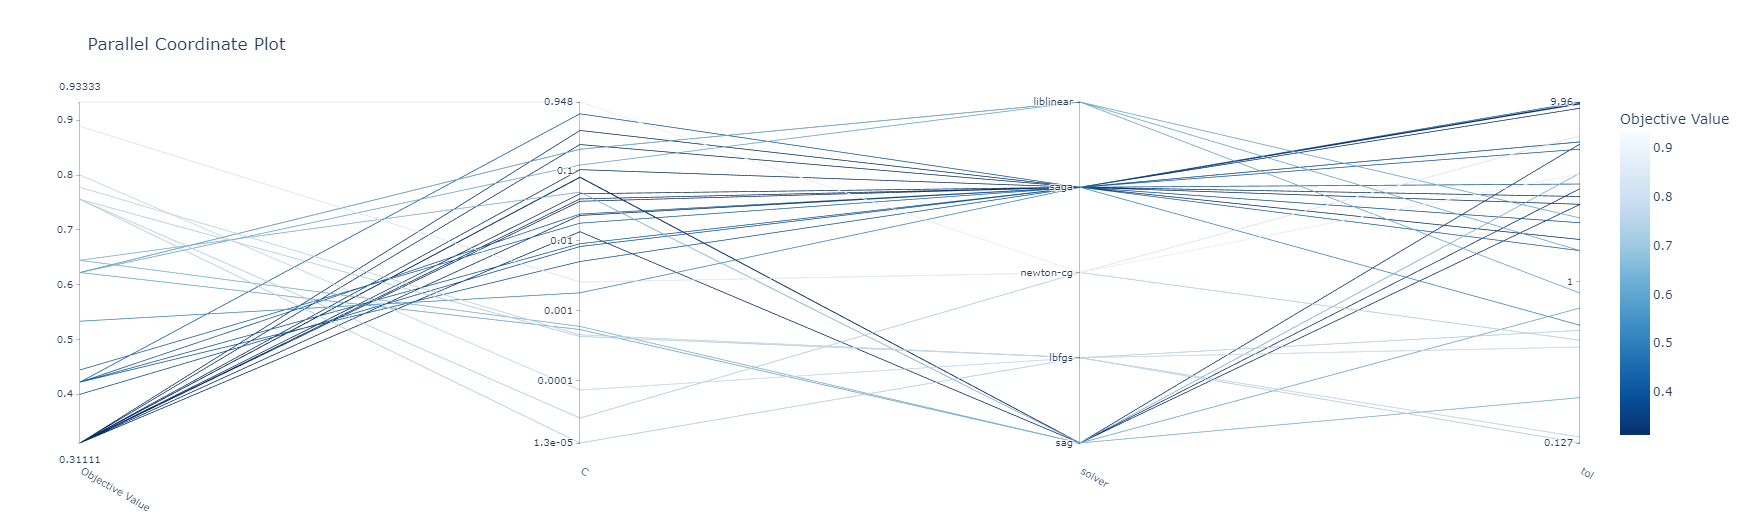 Parallel Coordinate Plot
0.93333
0.9
0.8
0.7
0.6
0.5
0.4
0.31111
Objective Value
0.948
0.1
0.01
0.001
0.0001
1.3e-05
C
liblinear
saga
newton-cg
lbfgs
sag
solver
9.96
1
0.127
tol
Objective Value
0.9
0.8
0.7
0.6
0.5
0.4